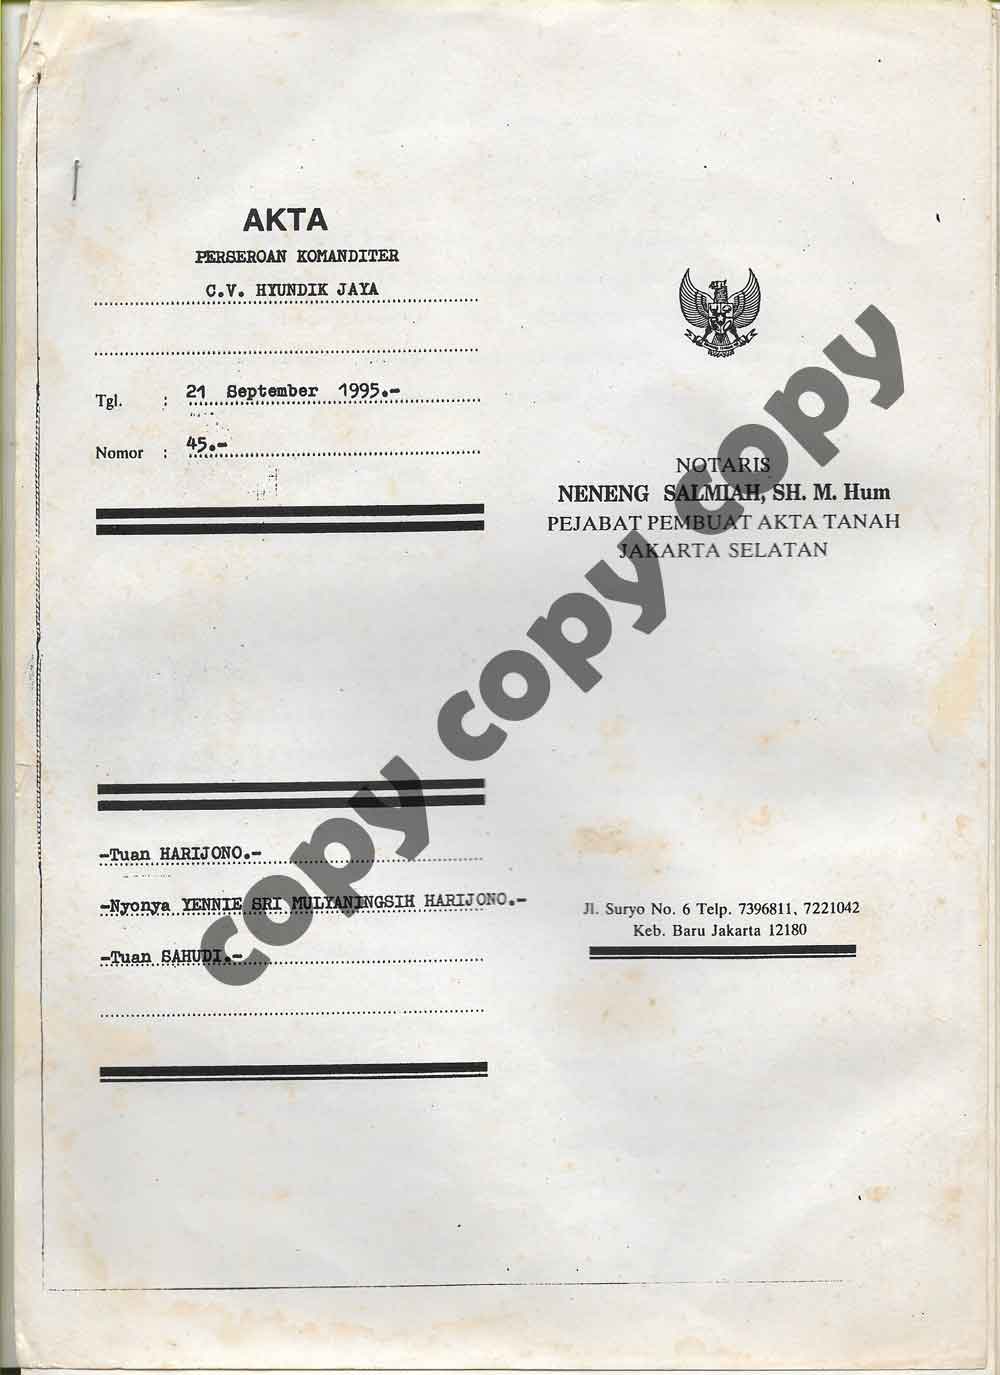 AKTA
PERSEROAN KOMANDITER
C.V. HYUNDIK JAYA
Tgl. : 21 September 1995.-
Nomor : 45.-
NOTARIS
NENENG SALMIAH, SH. M. Hum
PEJABAT PEMBUAT AKTA TANAH
JAKARTA SELATAN
copy copy copy copy
-Tuan HARIJONO.-
-Nyonya YENNIE SRI MULYANINGSIH HARIJONO.-
-Tuan SAHUDI.-
Jl. Suryo No. 6 Telp. 7396811, 7221042
Keb. Baru Jakarta 12180